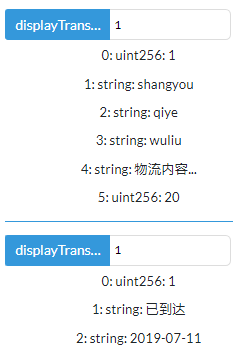 displayTrans... 1
0: uint256: 1
1: string: shangyou
2: string: qiye
3: string: wuliu
4: string: 物流内容...
5: uint256: 20
displayTrans... 1
0: uint256: 1
1: string: 已到达
2: string: 2019-07-11